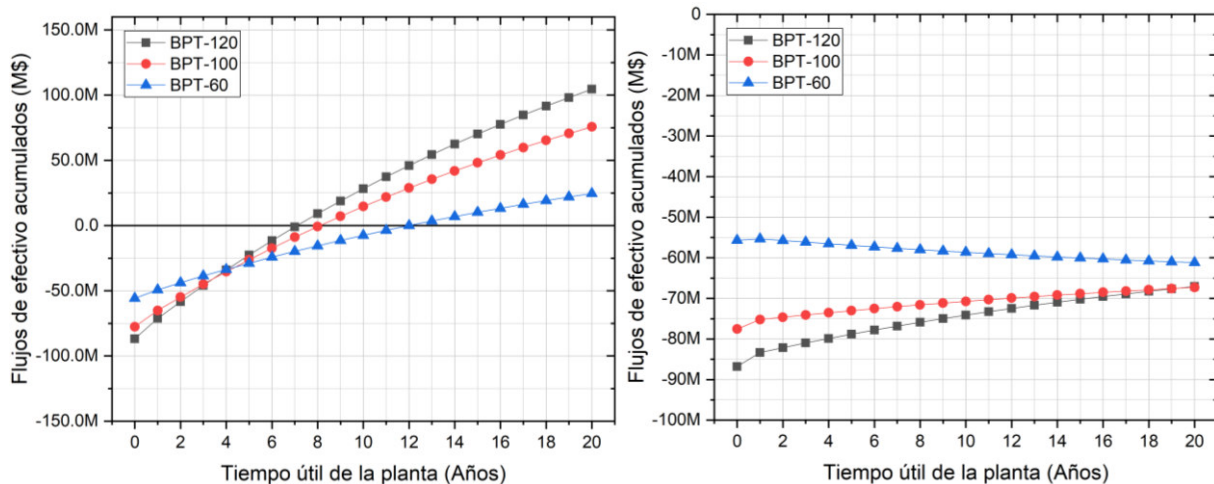 150.0M
100.0M
50.0M
0.0
-50.0M
-100.0M
-150.0M
Flujos de efectivo acumulados (M$)
BPT-120
BPT-100
BPT-60
0 2 4 6 8 10 12 14 16 18 20
Tiempo útil de la planta (Años)
0
-10M
-20M
-30M
-40M
-50M
-60M
-70M
-80M
-90M
-100M
Flujos de efectivo acumulados (M$)
BPT-120
BPT-100
BPT-60
0 2 4 6 8 10 12 14 16 18 20
Tiempo útil de la planta (Años)